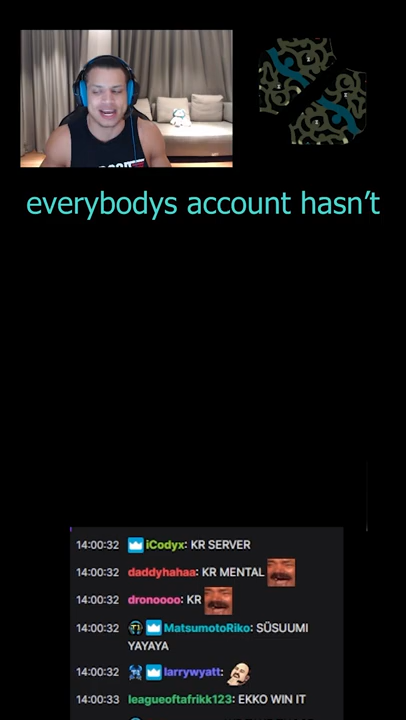 everybodys account hasn't
14:00:32 iCodyx: KR SERVER
14:00:32 daddyhahaa: KR MENTAL
14:00:32 dronoooo: KR
14:00:32 MatsumotoRiko: SÜSUUMI
YAYAYA
14:00:32 larrywyatt:
14:00:33 leagueoftafrikk123: EKKO WIN IT